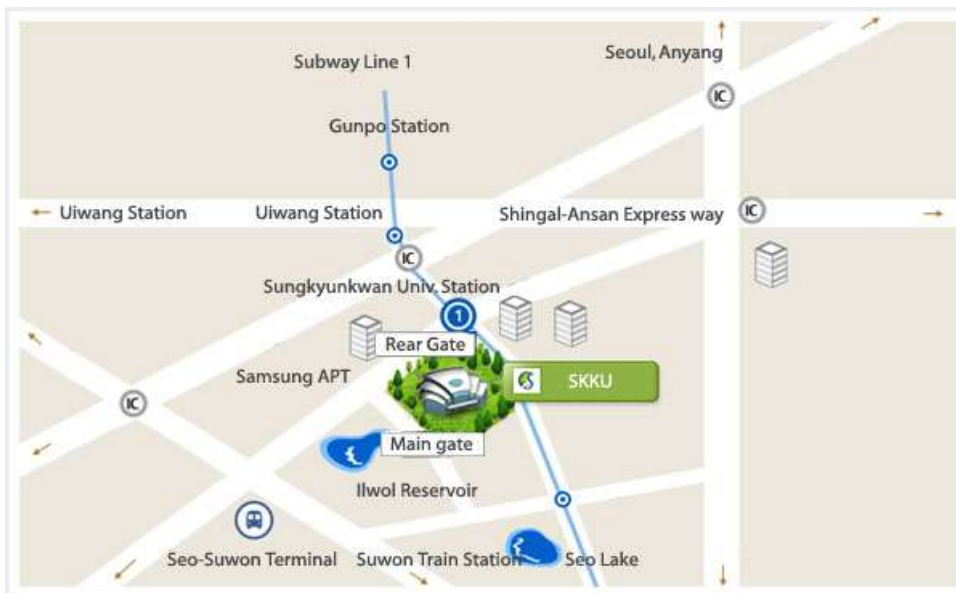 Seoul, Anyang
Subway Line 1
IC
Gunpo Station
Uiwang Station
Uiwang Station
Shingal-Ansan Express way
IC
IC
Sungkyunkwan Univ. Station
1
Rear Gate
Samsung APT
SKKU
IC
Main gate
Ilwol Reservoir
Seo-Suwon Terminal
Suwon Train Station
Seo Lake